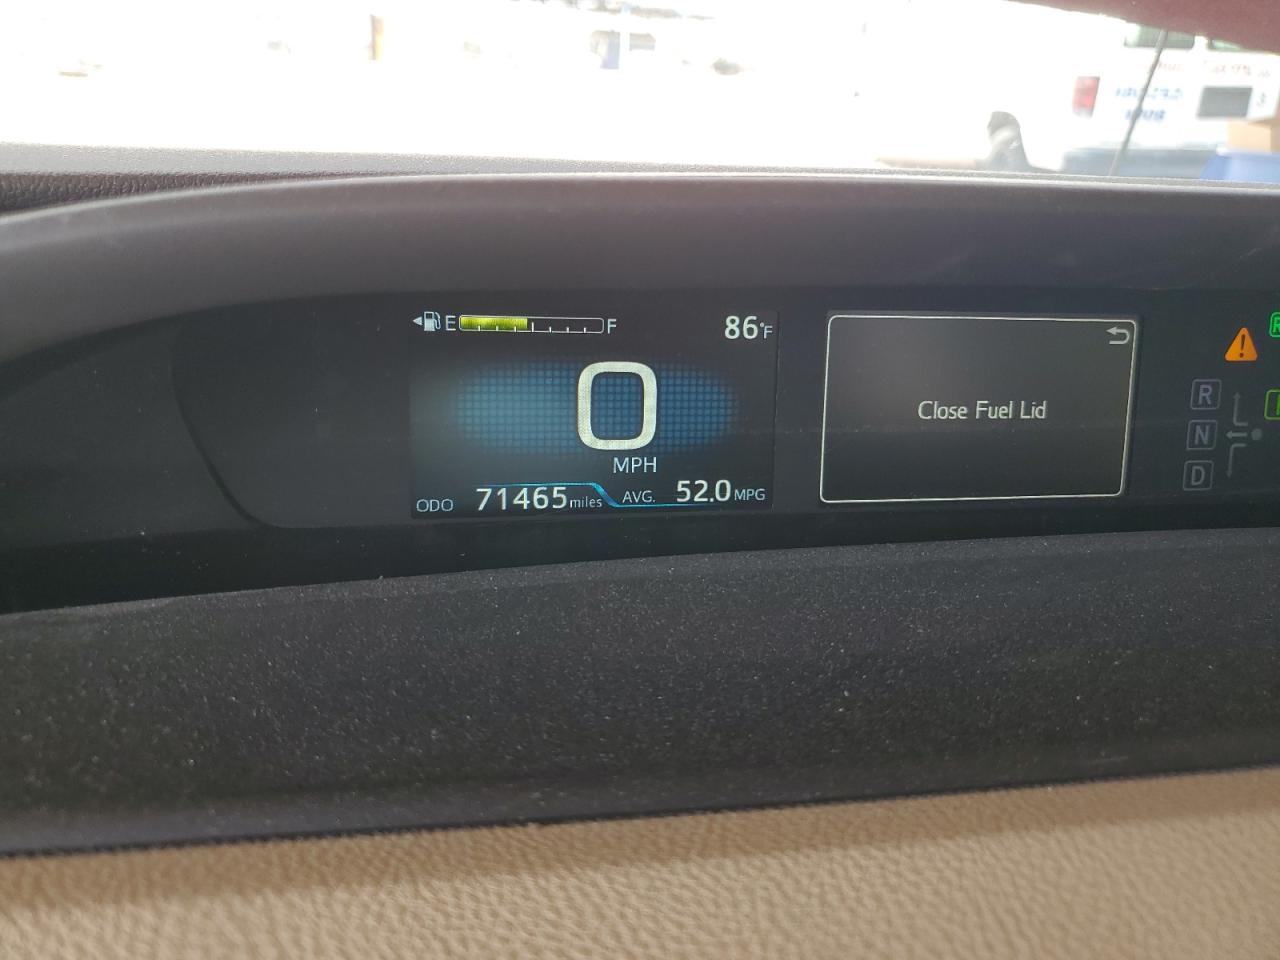 E F 86°F
0
MPH
ODO 71465 miles AVG. 52.0 MPG
Close Fuel Lid
R
N
D